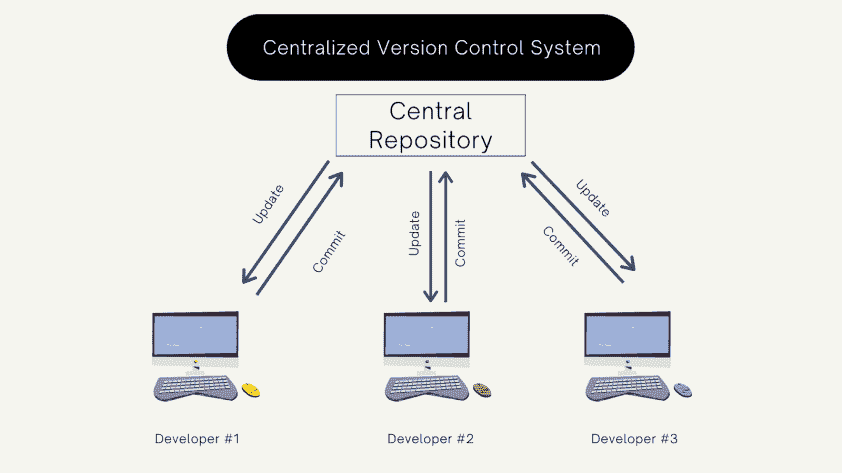 Centralized Version Control System
Central
Repository
Update
Commit
Update
Commit
Update
Commit
Developer #1
Developer #2
Developer #3